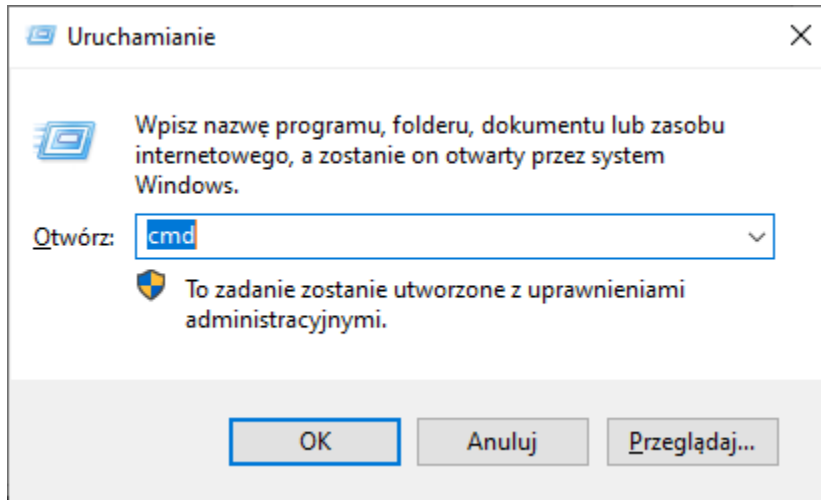 Uruchamianie
Wpisz nazwę programu, folderu, dokumentu lub zasobu
internetowego, a zostanie on otwarty przez system
Windows.
Otwórz: cmd
To zadanie zostanie utworzone z uprawnieniami
administracyjnymi.
OK Anuluj Przeglądaj...